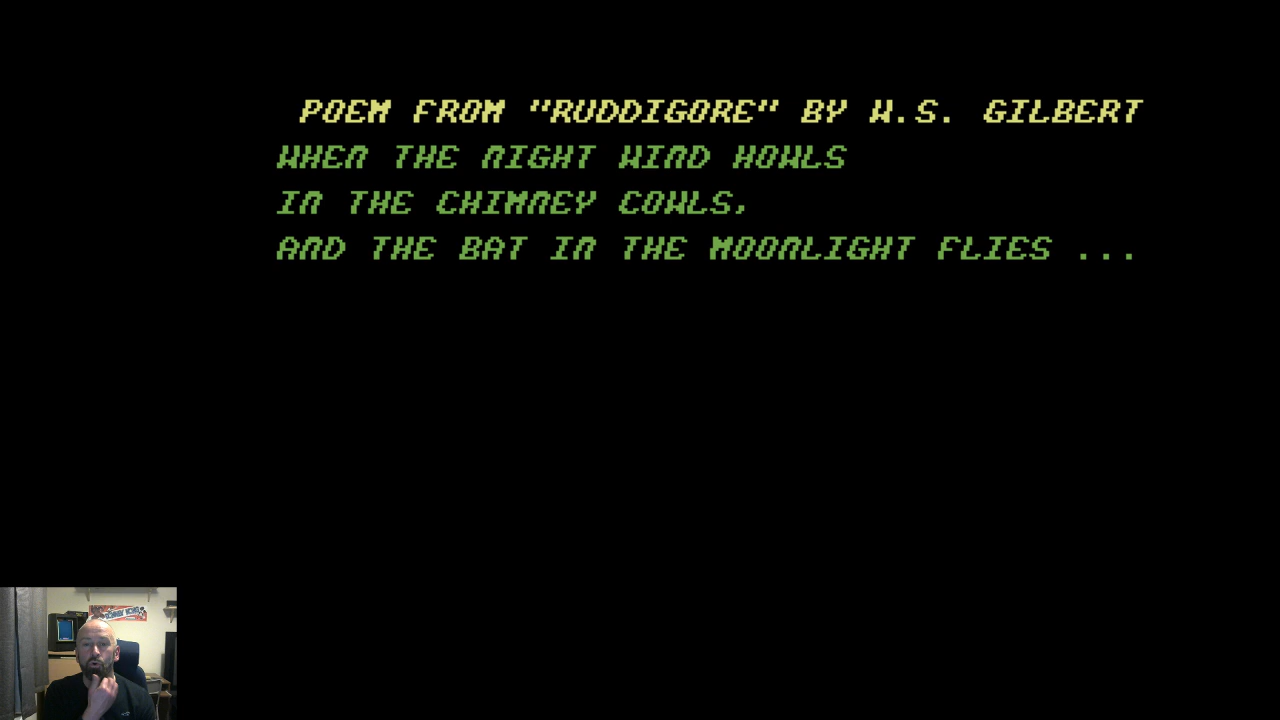 POEM FROM "RUDDIGORE" BY W.S. GILBERT
WHEN THE NIGHT WIND HOWLS
IN THE CHIMNEY COWLS,
AND THE BAT IN THE MOONLIGHT FLIES ...